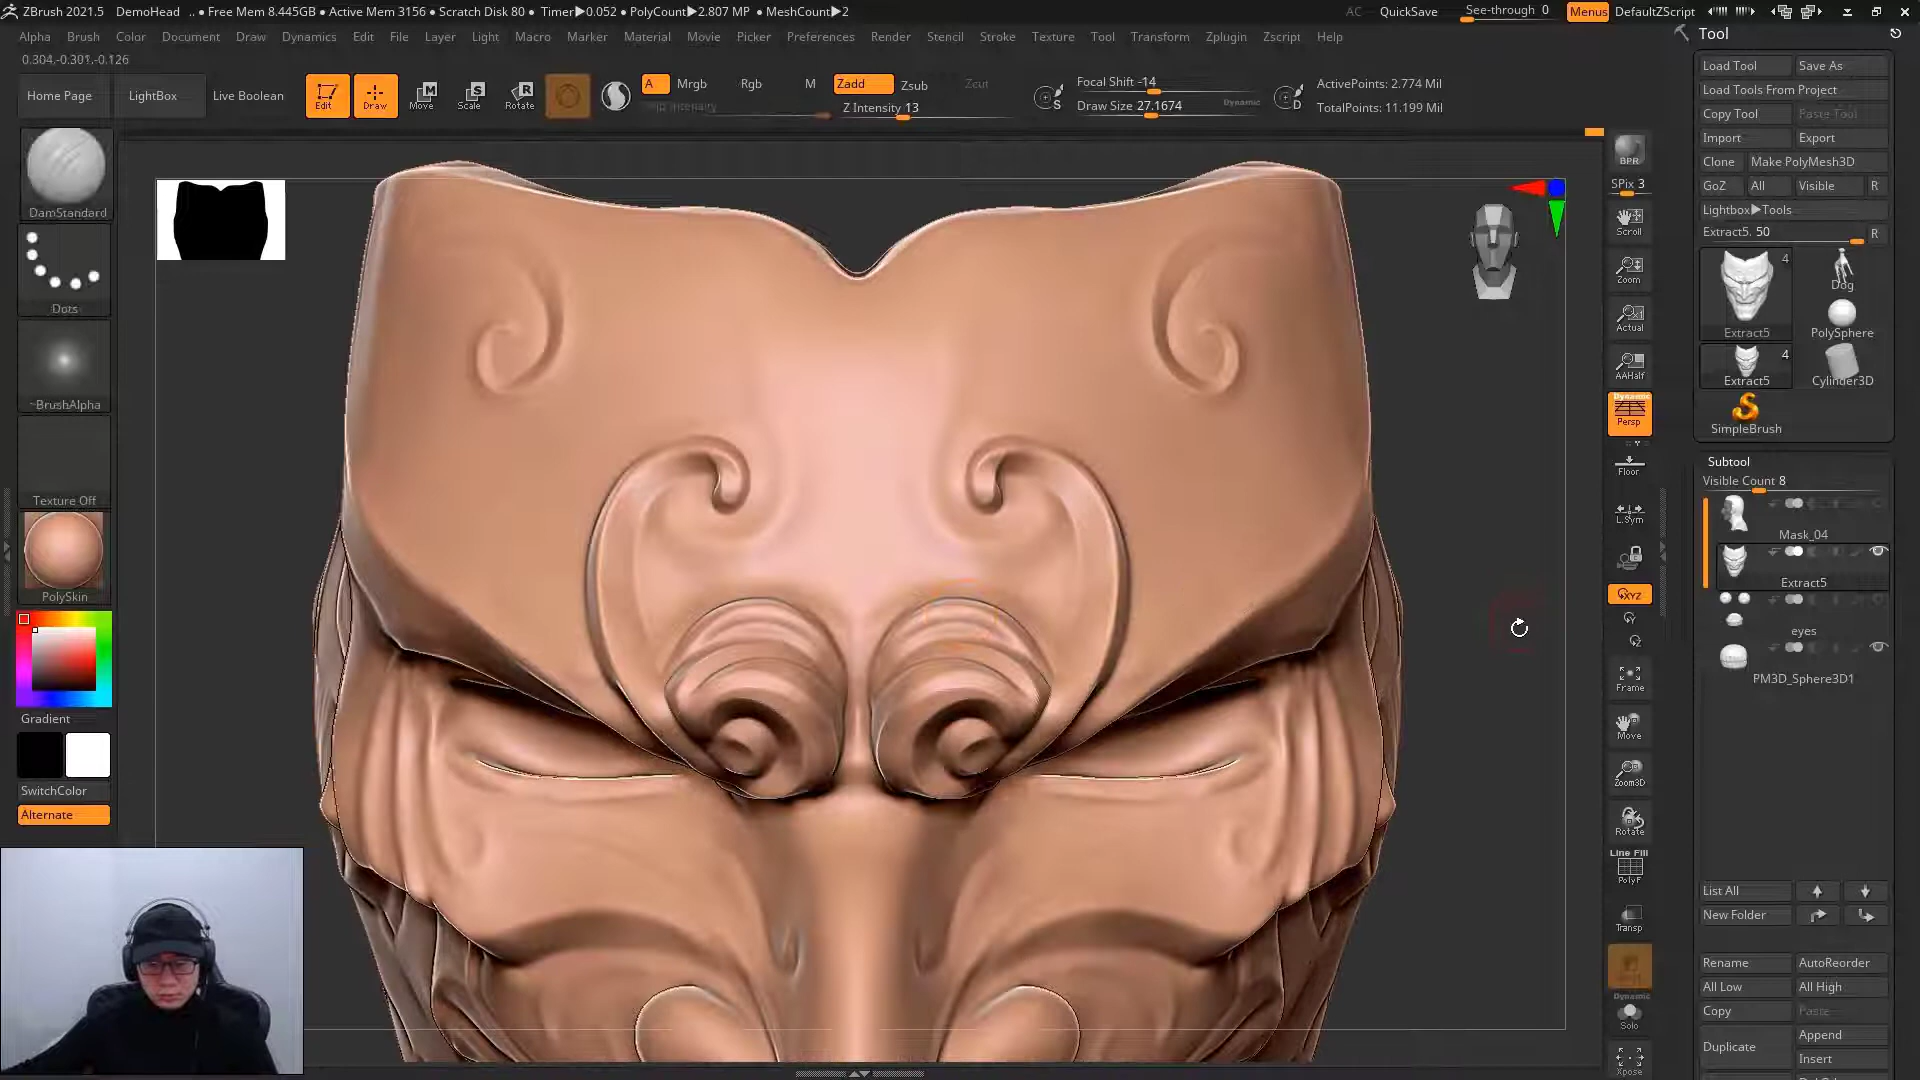 ZBrush 2021.5 DemoHead .. • Free Mem 8.445GB • Active Mem 3156 • Scratch Disk 80 • Timer▶0.052 • PolyCount▶2.807 MP • MeshCount▶2
AC QuickSave See-through 0 Menus DefaultZScript
Alpha Brush Color Document Draw Dynamics Edit File Layer Light Macro Marker Material Movie Picker Preferences Render Stencil Stroke Texture Tool Transform Zplugin Zscript Help
0.304,-0.301,-0.126
Home Page
LightBox
Live Boolean
Edit
Draw
Move
Scale
Rotate
A Mrgb Rgb M Zadd Zsub Zcut
Z Intensity 13
Focal Shift -14
Draw Size 27.1674 Dynamic
S
D
ActivePoints: 2.774 Mil
TotalPoints: 11.199 Mil
DamStandard
Dots
~BrushAlpha
Texture Off
PolySkin
Gradient
SwitchColor
Alternate
BPR
SPix 3
Scroll
Zoom
Actual
AAHalf
Dynamic
Persp
Floor
L.Sym
XYZ
Frame
Move
Zoom3D
Rotate
Line Fill
PolyF
Transp
Dynamic
Solo
Xpose
Tool
Load Tool Save As
Load Tools From Project
Copy Tool Paste Tool
Import Export
Clone Make PolyMesh3D
GoZ All Visible R
Lightbox▶Tools
Extract5. 50 R
4
Extract5
Dog
PolySphere
4
Extract5
Cylinder3D
SimpleBrush
Subtool
Visible Count 8
Mask_04
Extract5
eyes
PM3D_Sphere3D1
List All
New Folder
Rename AutoReorder
All Low All High
Copy Paste
Duplicate
Append
Insert